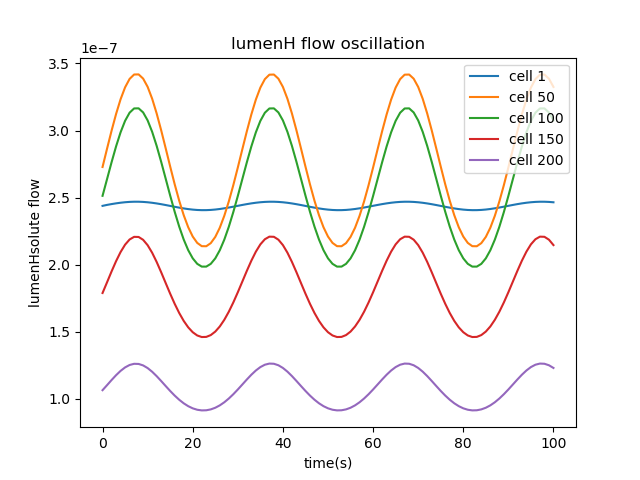 lumenH flow oscillation
1e−7
3.5
3.0
2.5
2.0
1.5
1.0
lumenHsolute flow
0
20
40
60
80
100
time(s)
cell 1
cell 50
cell 100
cell 150
cell 200